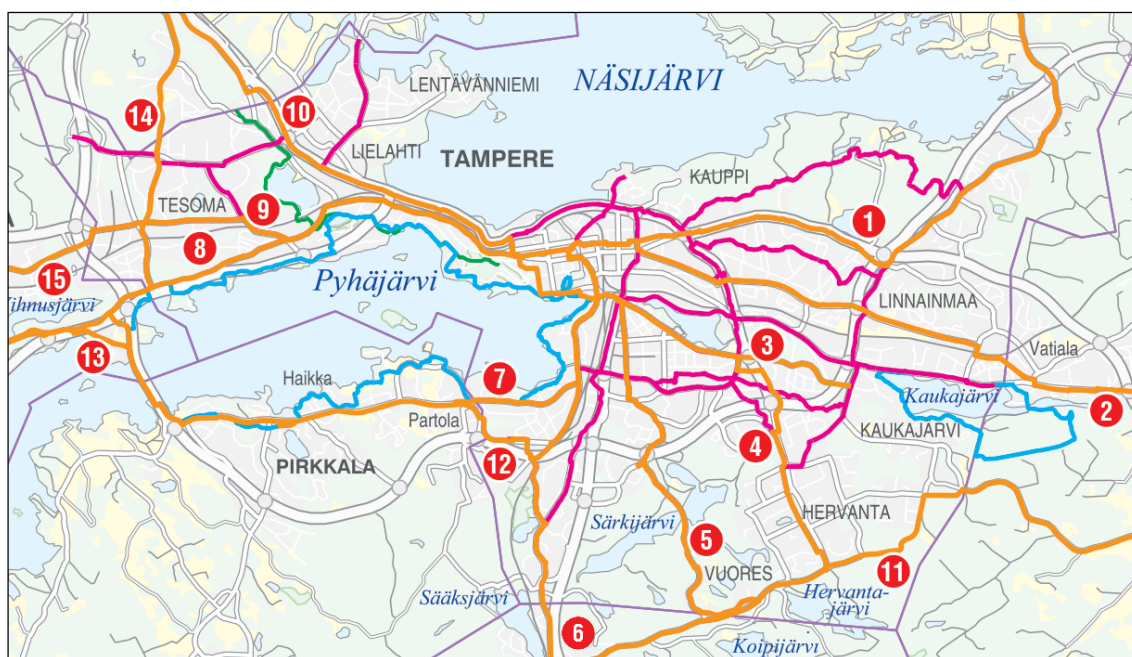 LENTÄVÄNNIEMI
NÄSIJÄRVI
14
10
LIELAHTI
TAMPERE
KAUPPI
TESOMA
9
1
8
15
Pyhäjärvi
LINNAINMAA
Vihnusjärvi
13
3
Vatiala
Haikka
7
Kaukajärvi
2
Partola
KAUKAJÄRVI
4
12
PIRKKALA
HERVANTA
Särkijärvi
5
11
VUORES
Sääksjärvi
Hervanta-
järvi
6
Koipijärvi